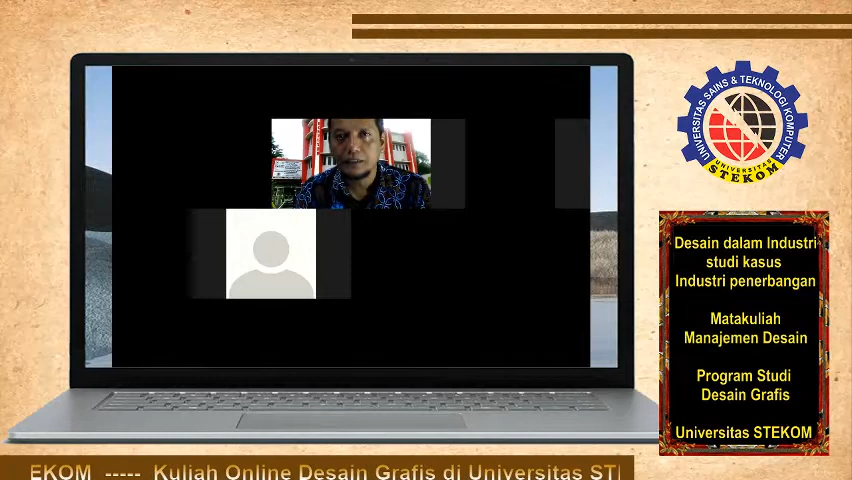 UNIVERSITAS SAINS & TEKNOLOGI KOMPUTER
UNIVERSITAS
STEKOM
Desain dalam Industri
studi kasus
Industri penerbangan
Matakuliah
Manajemen Desain
Program Studi
Desain Grafis
Universitas STEKOM
EKOM ----- Kuliah Online Desain Grafis di Universitas ST